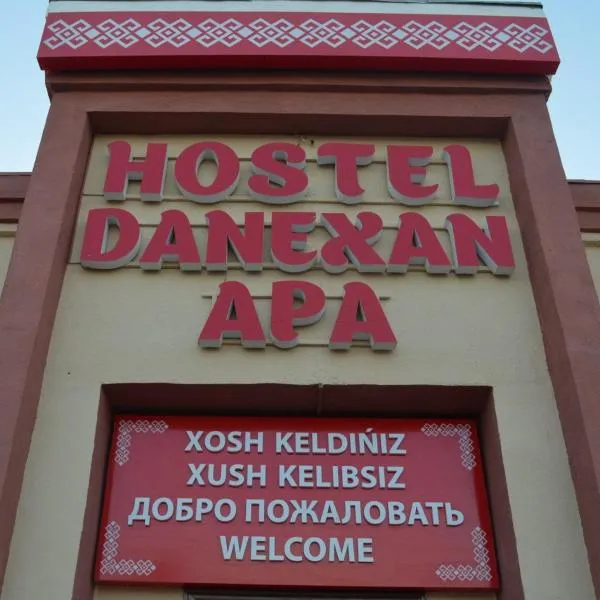 HOSTEL
DANEXAN
APA
XOSH KELDIŃIZ
XUSH KELIBSIZ
ДОБРО ПОЖАЛОВАТЬ
WELCOME